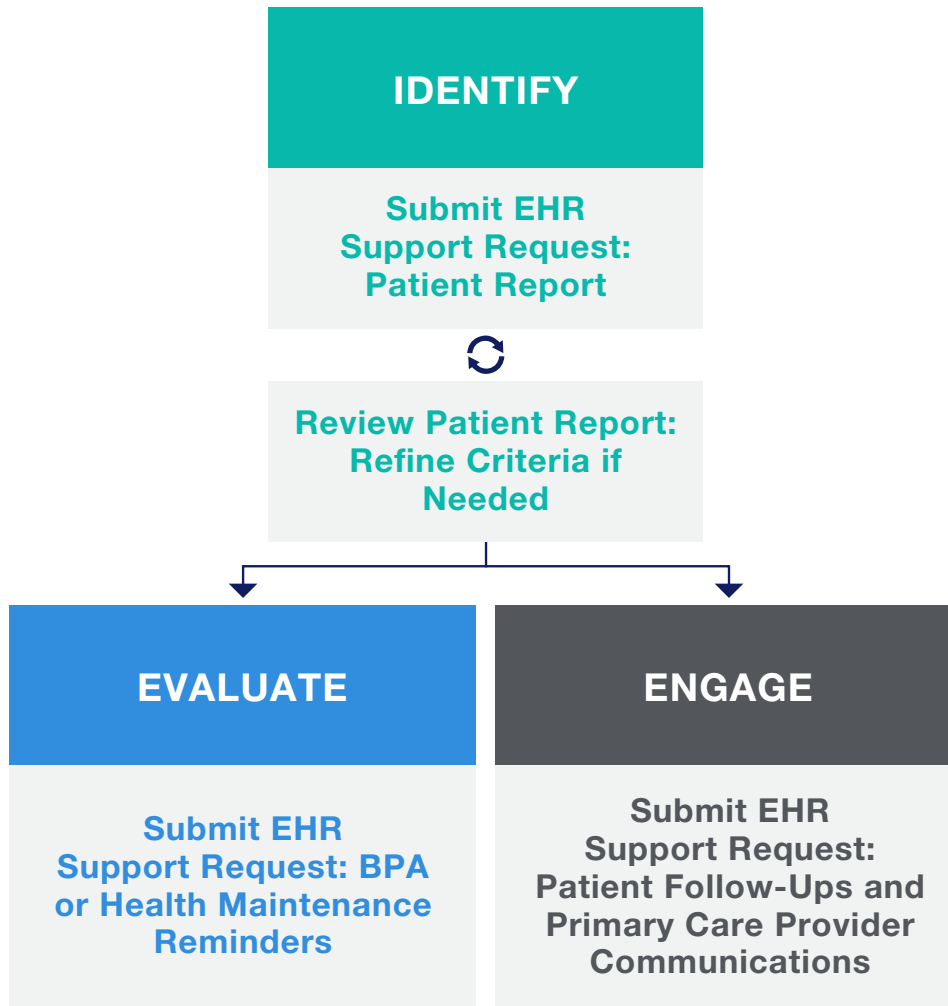 IDENTIFY
Submit EHR
Support Request:
Patient Report
Review Patient Report:
Refine Criteria if
Needed
EVALUATE
Submit EHR
Support Request: BPA
or Health Maintenance
Reminders
ENGAGE
Submit EHR
Support Request:
Patient Follow-Ups and
Primary Care Provider
Communications